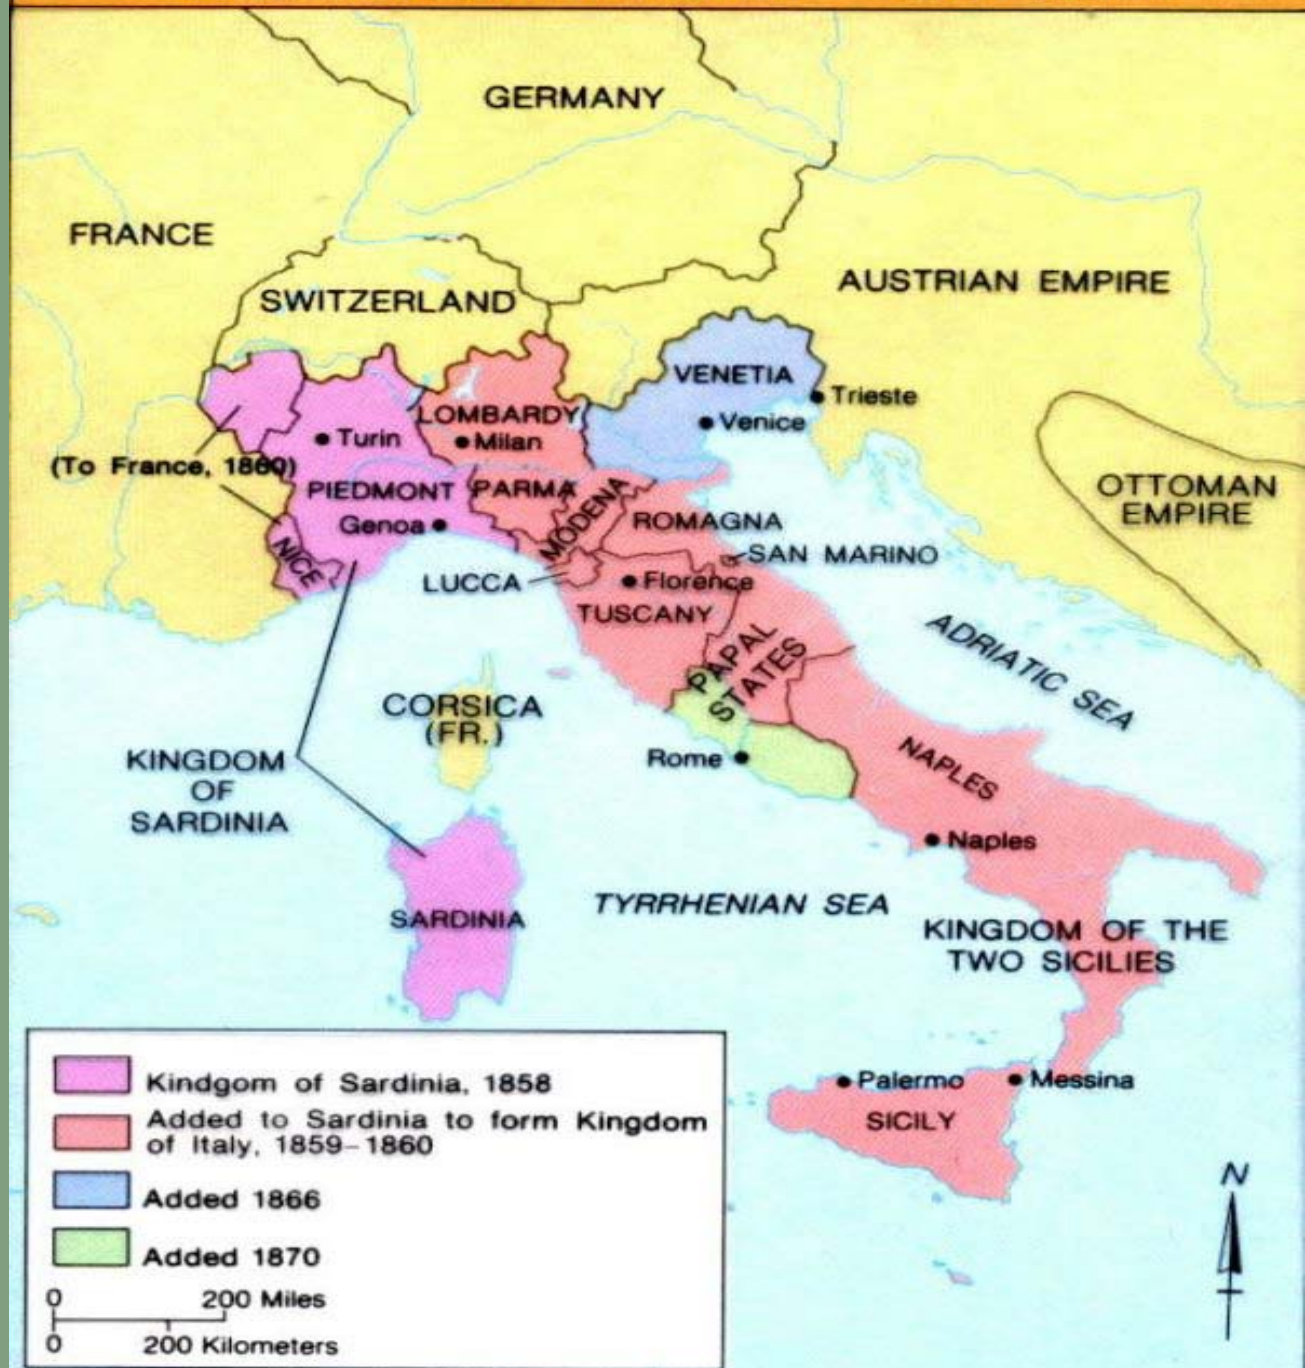 GERMANY
FRANCE
AUSTRIAN EMPIRE
SWITZERLAND
VENETIA
Trieste
LOMBARDY
Venice
Turin
Milan
(To France, 1860)
OTTOMAN
EMPIRE
PIEDMONT
PARMA
MODENA
ROMAGNA
Genoa
SAN MARINO
NICE
LUCCA
Florence
TUSCANY
ADRIATIC SEA
PAPAL
STATES
CORSICA
(FR.)
Rome
NAPLES
KINGDOM
OF
SARDINIA
Naples
TYRRHENIAN SEA
SARDINIA
KINGDOM OF THE
TWO SICILIES
Palermo
Messina
SICILY
Kindgom of Sardinia, 1858
Added to Sardinia to form Kingdom
of Italy, 1859–1860
Added 1866
Added 1870
0 200 Miles
0 200 Kilometers
N